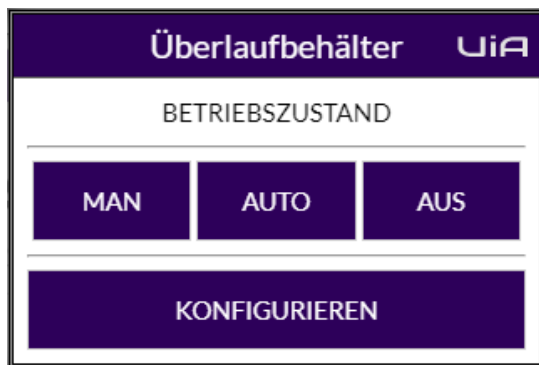 Überlaufbehälter UiA
BETRIEBSZUSTAND
MAN AUTO AUS
KONFIGURIEREN